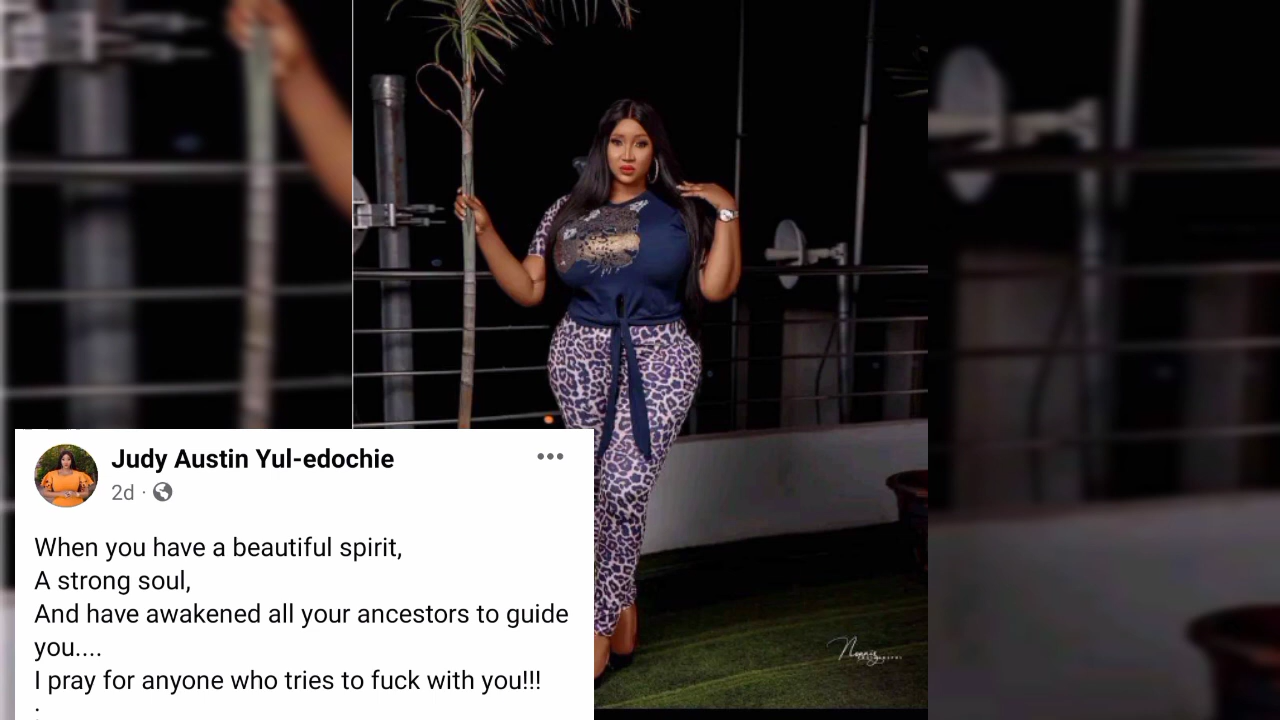 Judy Austin Yul-edochie
2d ·
When you have a beautiful spirit,
A strong soul,
And have awakened all your ancestors to guide
you....
I pray for anyone who tries to fuck with you!!!
: